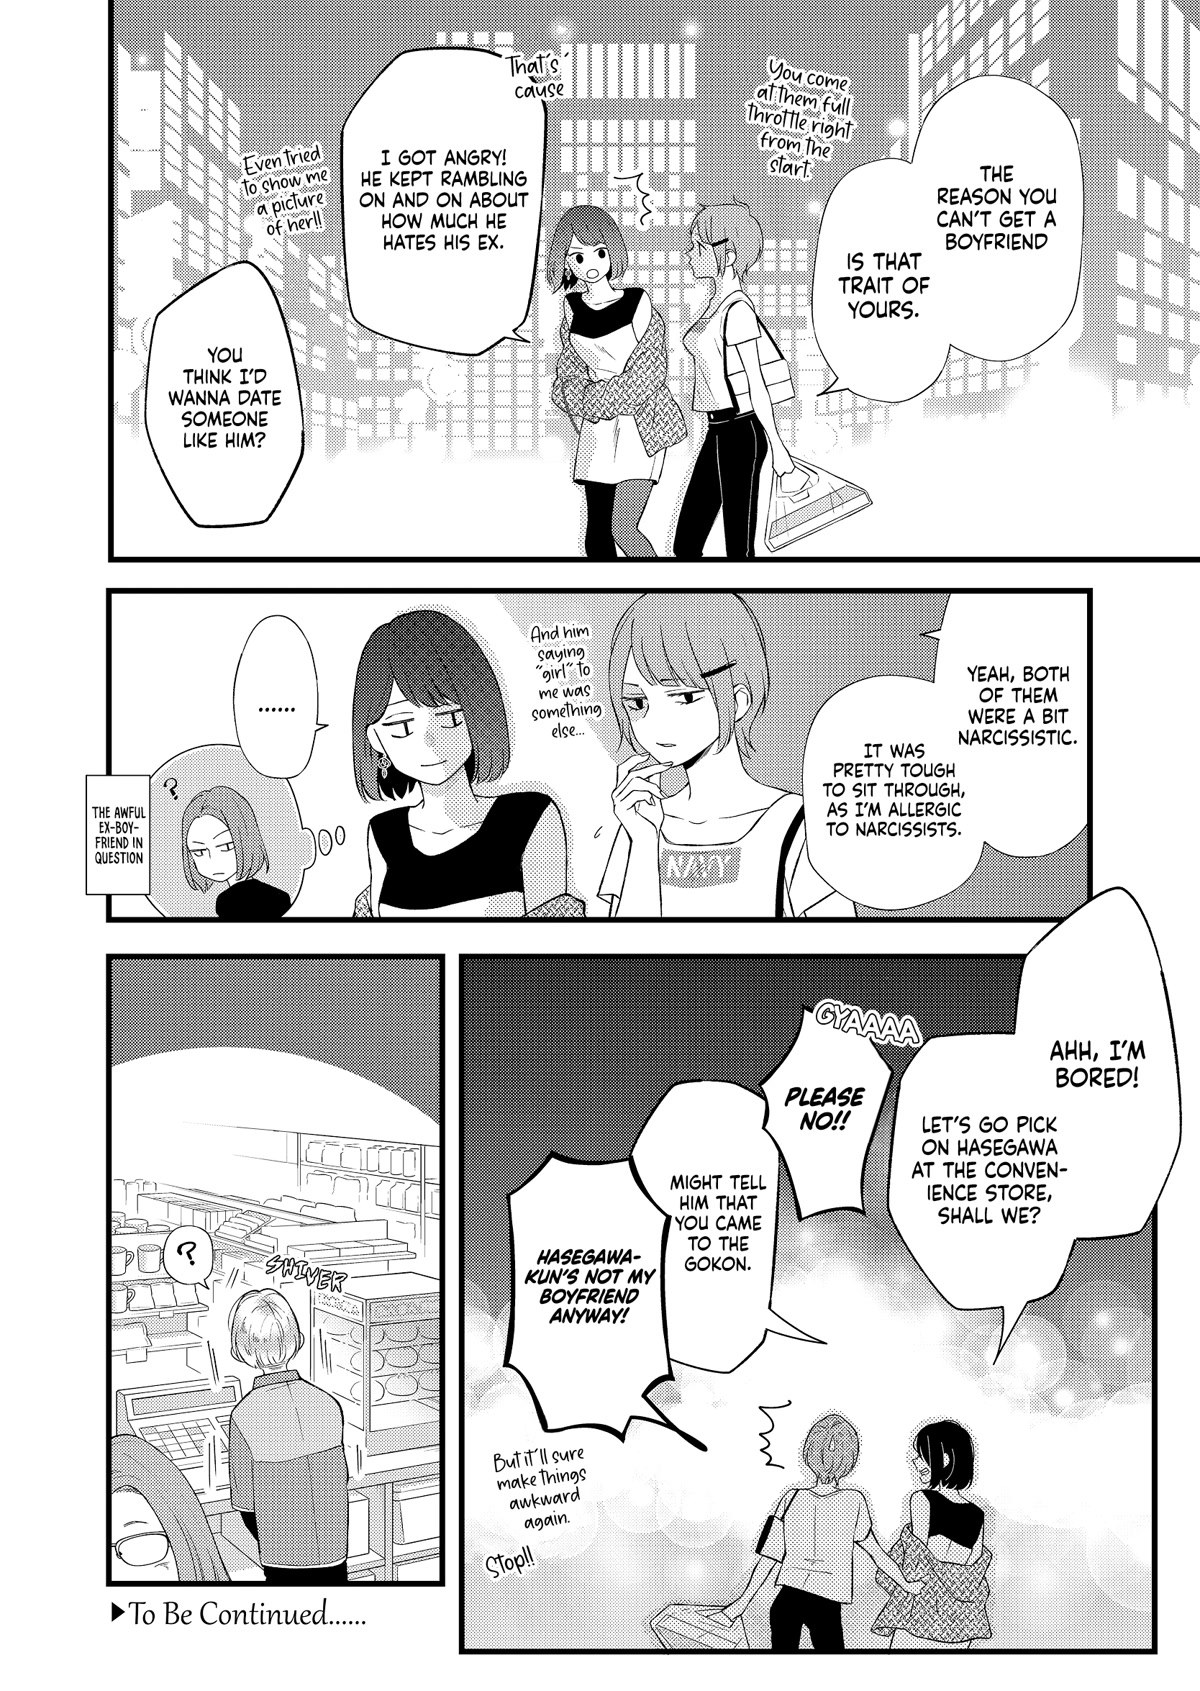 THE
REASON YOU
CAN'T GET A
BOYFRIEND
IS THAT
TRAIT OF
YOURS.
You come
at them full
throttle right
from the
start.
That's
'cause
I GOT ANGRY!
HE KEPT RAMBLING
ON AND ON ABOUT
HOW MUCH HE
HATES HIS EX.
Even tried
to show me
a picture
of her!!
YOU
THINK I'D
WANNA DATE
SOMEONE
LIKE HIM?
YEAH, BOTH
OF THEM
WERE A BIT
NARCISSISTIC.
IT WAS
PRETTY TOUGH
TO SIT THROUGH,
AS I'M ALLERGIC
TO NARCISSISTS.
NAVY
And him
saying
"girl" to
me was
something
else...
......
?
THE AWFUL
EX-BOY-
FRIEND IN
QUESTION
AHH, I'M
BORED!
LET'S GO PICK
ON HASEGAWA
AT THE CONVEN-
IENCE STORE,
SHALL WE?
GYAAAA
PLEASE
NO!!
MIGHT TELL
HIM THAT
YOU CAME
TO THE
GOKON.
HASEGAWA-
KUN'S NOT MY
BOYFRIEND
ANYWAY!
But it'll sure
make things
awkward
again.
Stop!!
?
SHIVER
▶To Be Continued......